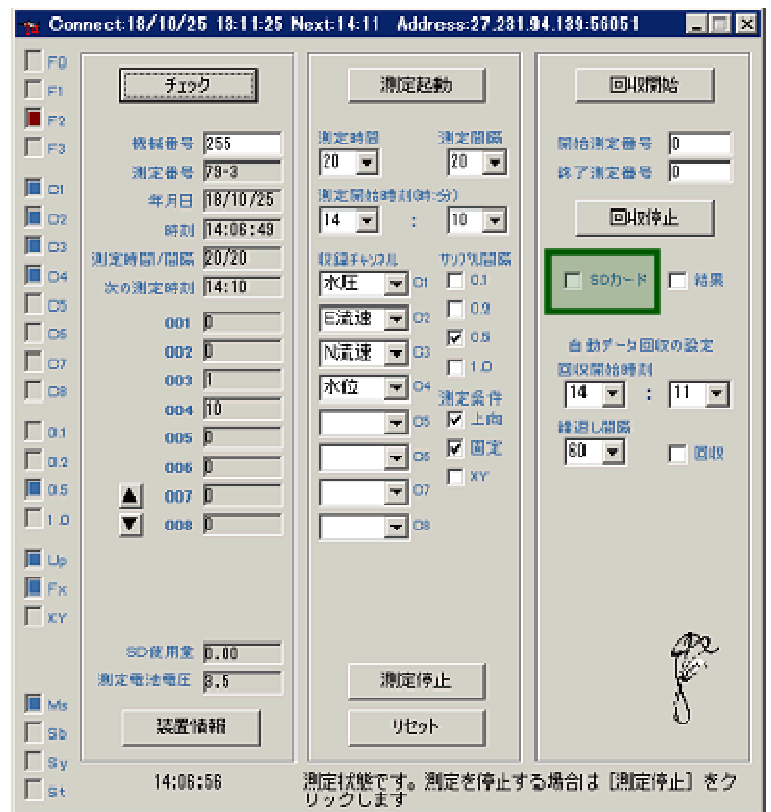 Connect:18/10/25 13:11:25 Next:14:11 Address:27.231.94.139:56051
F0
F1
F2
F3
C1
C2
C3
C4
C5
C6
C7
C8
0.1
0.2
0.5
1.0
Up
Fx
XY
Ms
Sb
Sy
St
チェック
機械番号 255
測定番号 79-3
年月日 18/10/25
時刻 14:06:49
測定時間/間隔 20/20
次の測定時刻 14:10
001 0
002 0
003 1
004 10
005 0
006 0
007 0
008 0
SD使用量 0.00
測定電池電圧 3.5
装置情報
14:06:56
測定起動
測定時間 測定間隔
20 20
測定開始時刻(時:分)
14 : 10
収録チャンネル サンプル間隔
水圧 C1 0.1
E流速 C2 0.2
N流速 C3 0.5
水位 C4 1.0
測定条件
C5 上向
C6 固定
C7 XY
C8
測定停止
リセット
測定状態です。測定を停止する場合は [測定停止] をク
リックします
回収開始
開始測定番号 0
終了測定番号 0
回収停止
SDカード 結果
自動データ回収の設定
回収開始時刻
14 : 11
繰返し間隔
60 回収